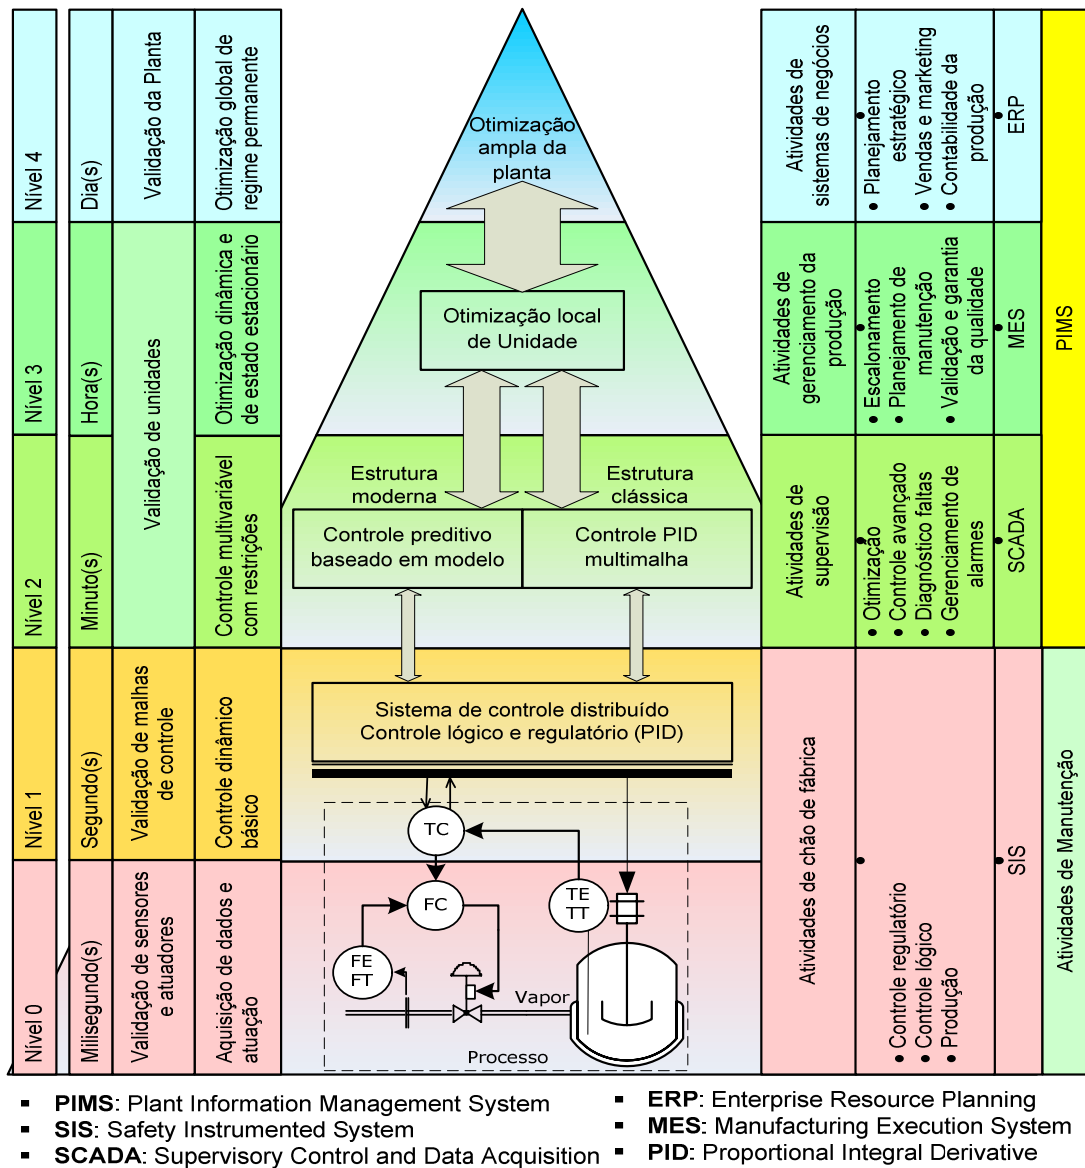 Nível 4
Dia(s)
Validação da Planta
Otimização global de
regime permanente
Otimização
ampla da
planta
Atividades de
sistemas de negócios
• Planejamento
estratégico
• Vendas e marketing
• Contabilidade da
produção
ERP
PIMS
Nível 3
Hora(s)
Validação de unidades
Otimização dinâmica e
de estado estacionário
Otimização local
de Unidade
Atividades de
gerenciamento da
produção
• Escalonamento
• Planejamento de
manutenção
• Validação e garantia
da qualidade
MES
Nível 2
Minuto(s)
Controle multivariável
com restrições
Estrutura
moderna
Estrutura
clássica
Controle preditivo
baseado em modelo
Controle PID
multimalha
Atividades de
supervisão
• Otimização
• Controle avançado
• Diagnóstico faltas
• Gerenciamento de
alarmes
SCADA
Nível 1
Segundo(s)
Validação de malhas
de controle
Controle dinâmico
básico
Sistema de controle distribuído
Controle lógico e regulatório (PID)
TC
Nível 0
Milisegundo(s)
Validação de sensores
e atuadores
Aquisição de dados e
atuação
FC
TE
TT
FE
FT
Vapor
Processo
Atividades de chão de fábrica
• Controle regulatório
• Controle lógico
• Produção
SIS
Atividades de Manutenção
▪ PIMS: Plant Information Management System
▪ SIS: Safety Instrumented System
▪ SCADA: Supervisory Control and Data Acquisition
▪ ERP: Enterprise Resource Planning
▪ MES: Manufacturing Execution System
▪ PID: Proportional Integral Derivative